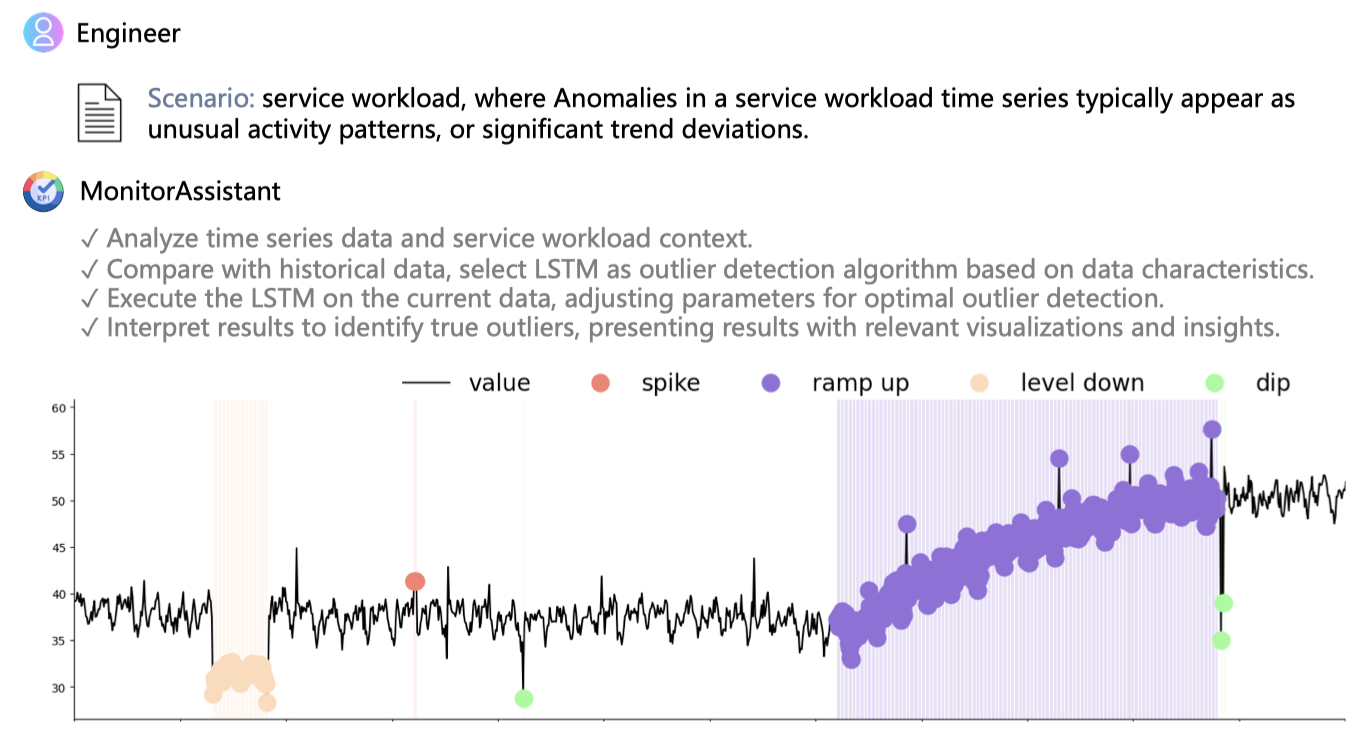 Engineer
Scenario: service workload, where Anomalies in a service workload time series typically appear as
unusual activity patterns, or significant trend deviations.
KPI
MonitorAssistant
✓ Analyze time series data and service workload context.
✓ Compare with historical data, select LSTM as outlier detection algorithm based on data characteristics.
✓ Execute the LSTM on the current data, adjusting parameters for optimal outlier detection.
✓ Interpret results to identify true outliers, presenting results with relevant visualizations and insights.
value spike ramp up level down dip
60
55
50
45
40
35
30